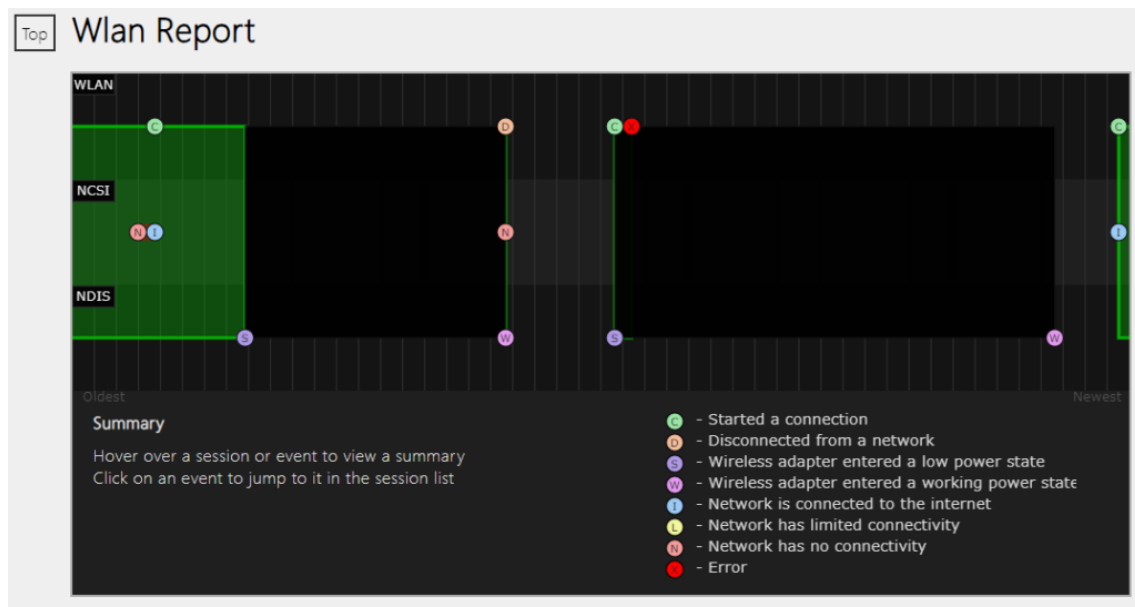 Top
Wlan Report
WLAN
C
D
C
X
C
NCSI
N
I
N
I
NDIS
S
W
S
W
Oldest
Newest
Summary
Hover over a session or event to view a summary
Click on an event to jump to it in the session list
C - Started a connection
D - Disconnected from a network
S - Wireless adapter entered a low power state
W - Wireless adapter entered a working power state
I - Network is connected to the internet
L - Network has limited connectivity
N - Network has no connectivity
X - Error